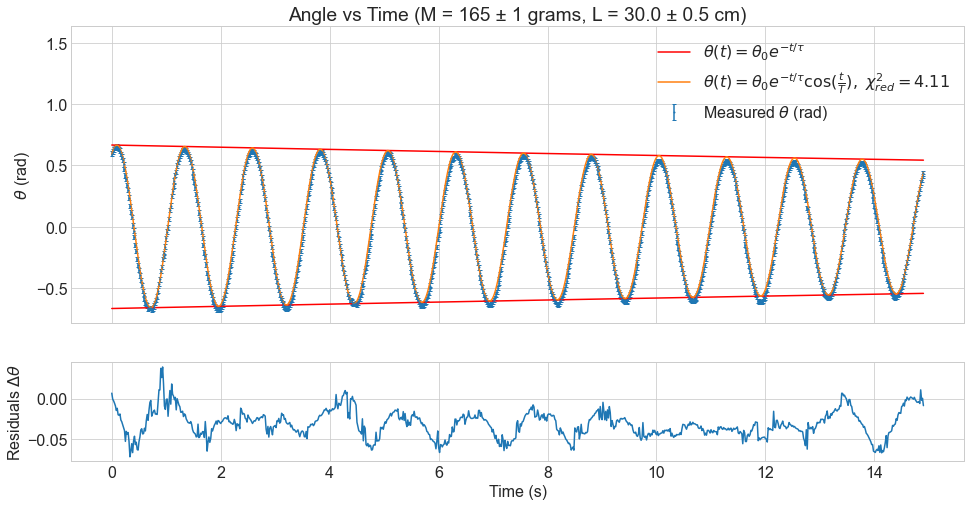 Angle vs Time (M = 165 ± 1 grams, L = 30.0 ± 0.5 cm)
θ(t) = θ₀e^{−t/τ}
θ(t) = θ₀e^{−t/τ}cos(t/T), χ²_{red} = 4.11
Measured θ (rad)
1.5
1.0
0.5
0.0
−0.5
θ (rad)
0.00
−0.05
Residuals Δθ
0 2 4 6 8 10 12 14
Time (s)